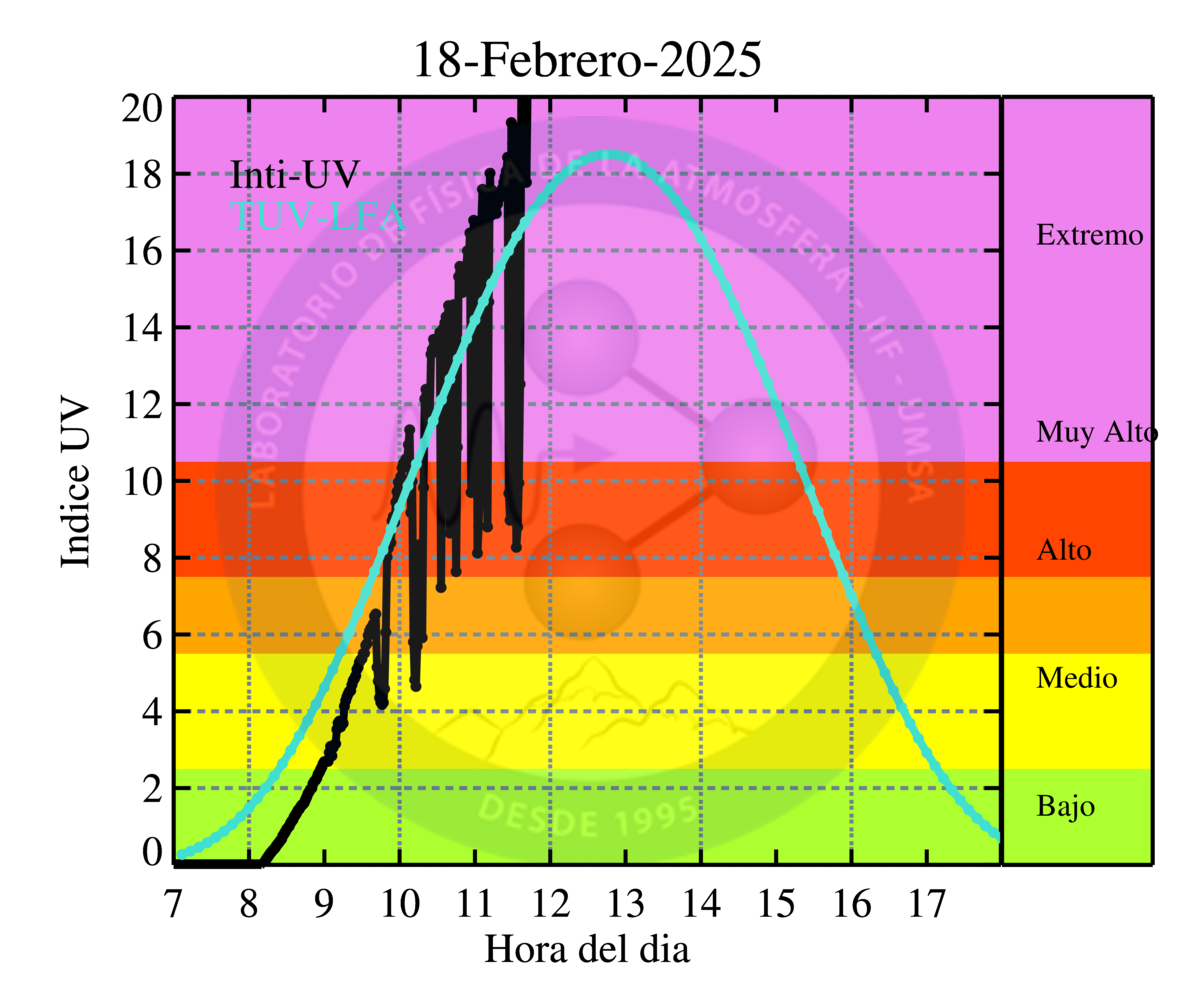 18-Febrero-2025
Indice UV
20
18
16
14
12
10
8
6
4
2
0
Inti-UV
TUV-LFA
LABORATORIO DE FÍSICA DE LA ATMÓSFERA - IIF - UMSA
DESDE 1995
Extremo
Muy Alto
Alto
Medio
Bajo
7 8 9 10 11 12 13 14 15 16 17
Hora del dia